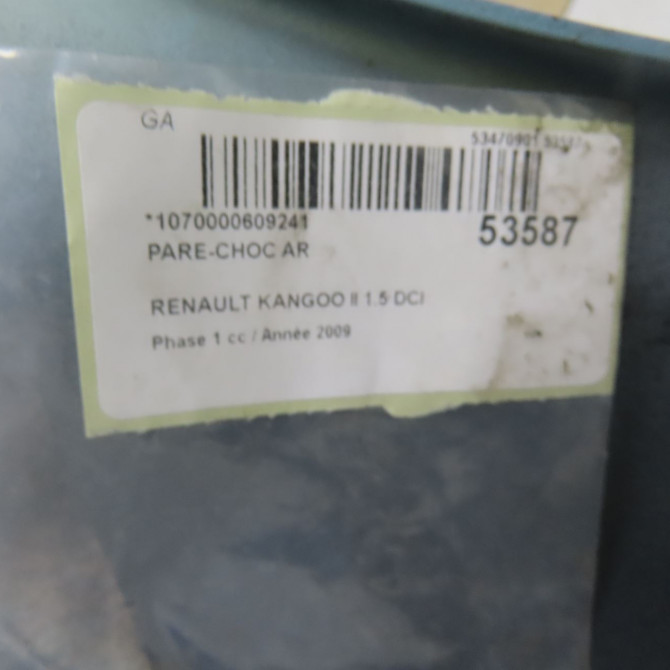 GA
*1070000609241
53587
PARE-CHOC AR
RENAULT KANGOO II 1.5 DCI
Phase 1 cc / Année 2009